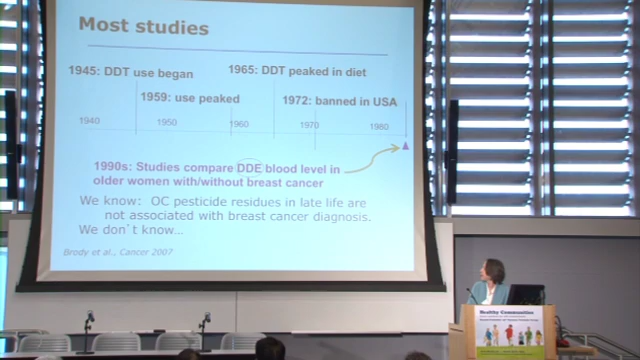 Most studies
1945: DDT use began
1965: DDT peaked in diet
1959: use peaked
1972: banned in USA
1940
1950
1960
1970
1980
1990s: Studies compare DDE blood level in
older women with/without breast cancer
We know: OC pesticide residues in late life are
not associated with breast cancer diagnosis.
We don't know…
Brody et al., Cancer 2007
Healthy Communities